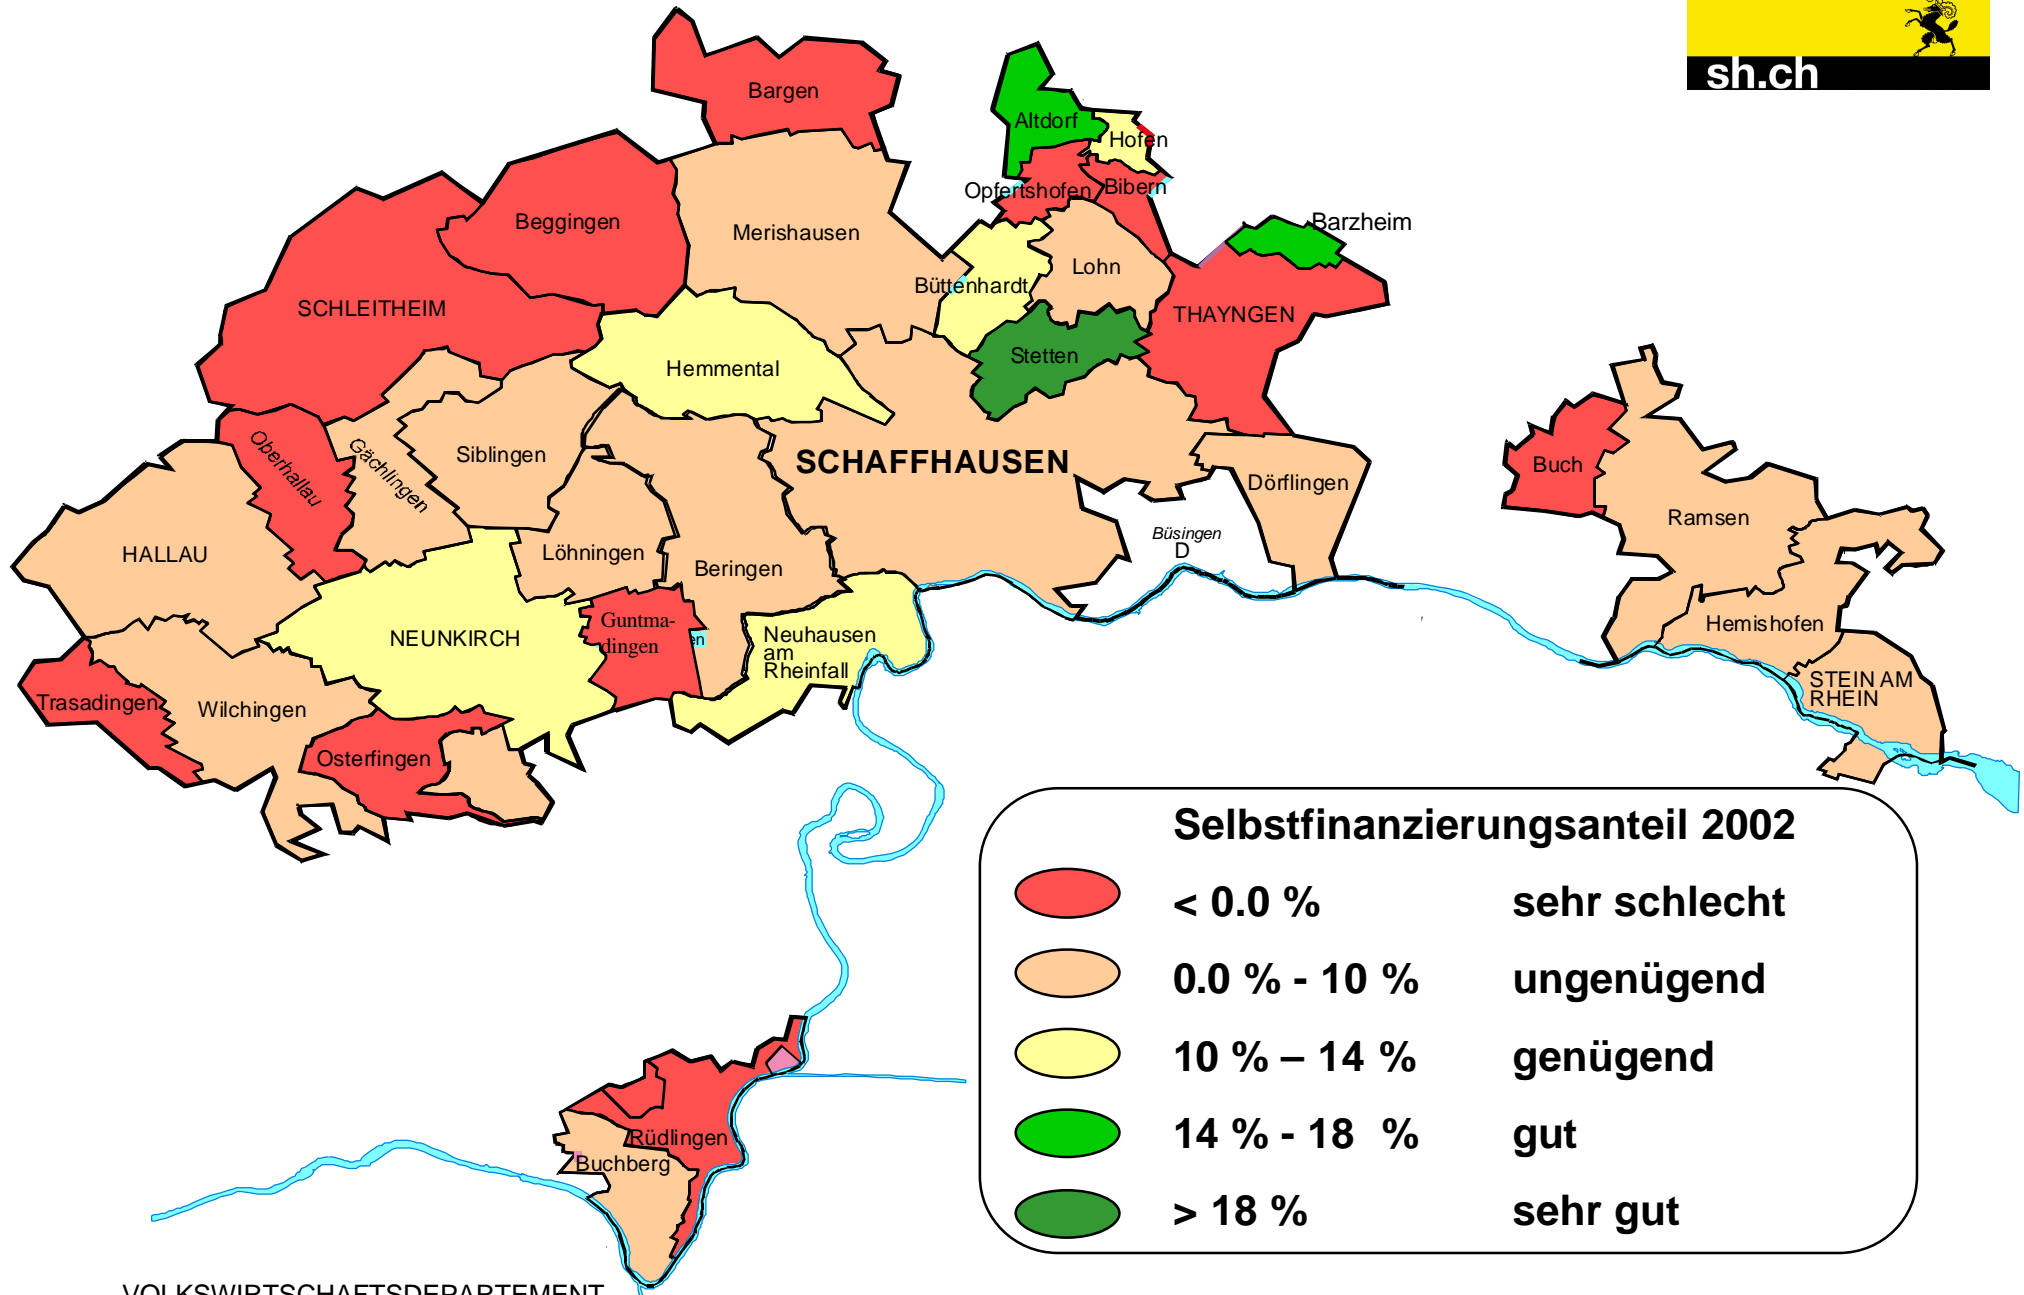 sh.ch
Bargen
Altdorf
Hofen
Opfertshofen
Bibern
Beggingen
Merishausen
Barzheim
Lohn
Büttenhardt
SCHLEITHEIM
THAYNGEN
Stetten
Hemmental
Oberhallau
Gächlingen
Siblingen
SCHAFFHAUSEN
Dörflingen
Buch
Ramsen
HALLAU
Löhningen
Beringen
Büsingen
D
Guntma-
dingen
en
NEUNKIRCH
Neuhausen
am
Rheinfall
Hemishofen
STEIN AM
RHEIN
Trasadingen
Wilchingen
Osterfingen
Rüdlingen
Buchberg
Selbstfinanzierungsanteil 2002
< 0.0 % sehr schlecht
0.0 % - 10 % ungenügend
10 % – 14 % genügend
14 % - 18 % gut
> 18 % sehr gut
VOLKSWIRTSCHAFTSDEPARTEMENT